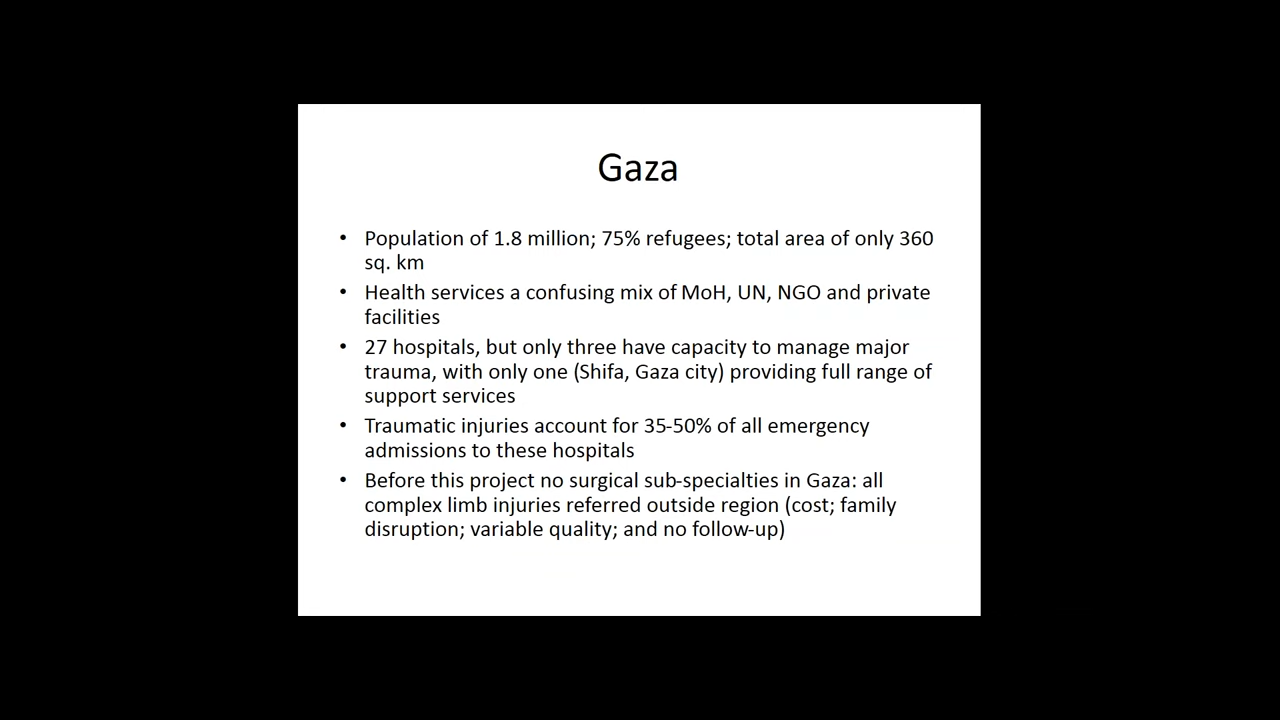 Gaza
• Population of 1.8 million; 75% refugees; total area of only 360
sq. km
• Health services a confusing mix of MoH, UN, NGO and private
facilities
• 27 hospitals, but only three have capacity to manage major
trauma, with only one (Shifa, Gaza city) providing full range of
support services
• Traumatic injuries account for 35-50% of all emergency
admissions to these hospitals
• Before this project no surgical sub-specialties in Gaza: all
complex limb injuries referred outside region (cost; family
disruption; variable quality; and no follow-up)